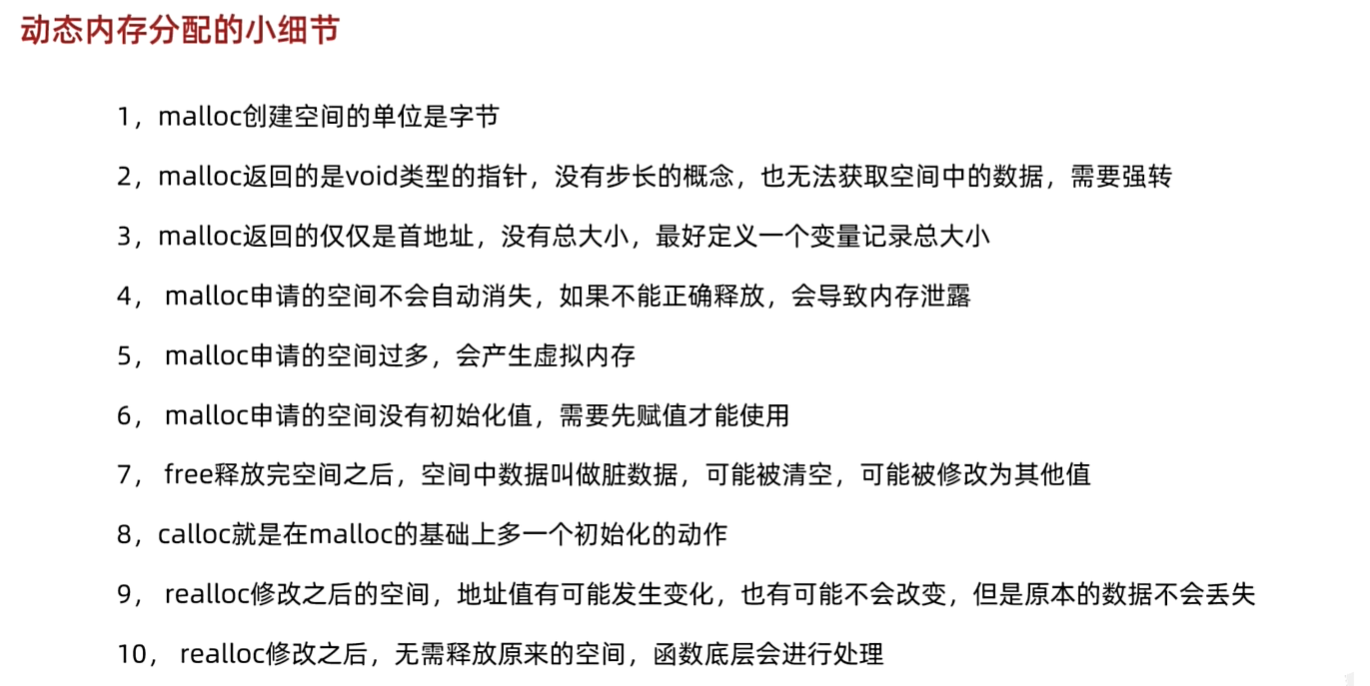 动态内存分配的小细节
1，malloc创建空间的单位是字节
2，malloc返回的是void类型的指针，没有步长的概念，也无法获取空间中的数据，需要强转
3，malloc返回的仅仅是首地址，没有总大小，最好定义一个变量记录总大小
4， malloc申请的空间不会自动消失，如果不能正确释放，会导致内存泄露
5， malloc申请的空间过多，会产生虚拟内存
6， malloc申请的空间没有初始化值，需要先赋值才能使用
7， free释放完空间之后，空间中数据叫做脏数据，可能被清空，可能被修改为其他值
8，calloc就是在malloc的基础上多一个初始化的动作
9， realloc修改之后的空间，地址值有可能发生变化，也有可能不会改变，但是原本的数据不会丢失
10， realloc修改之后，无需释放原来的空间，函数底层会进行处理